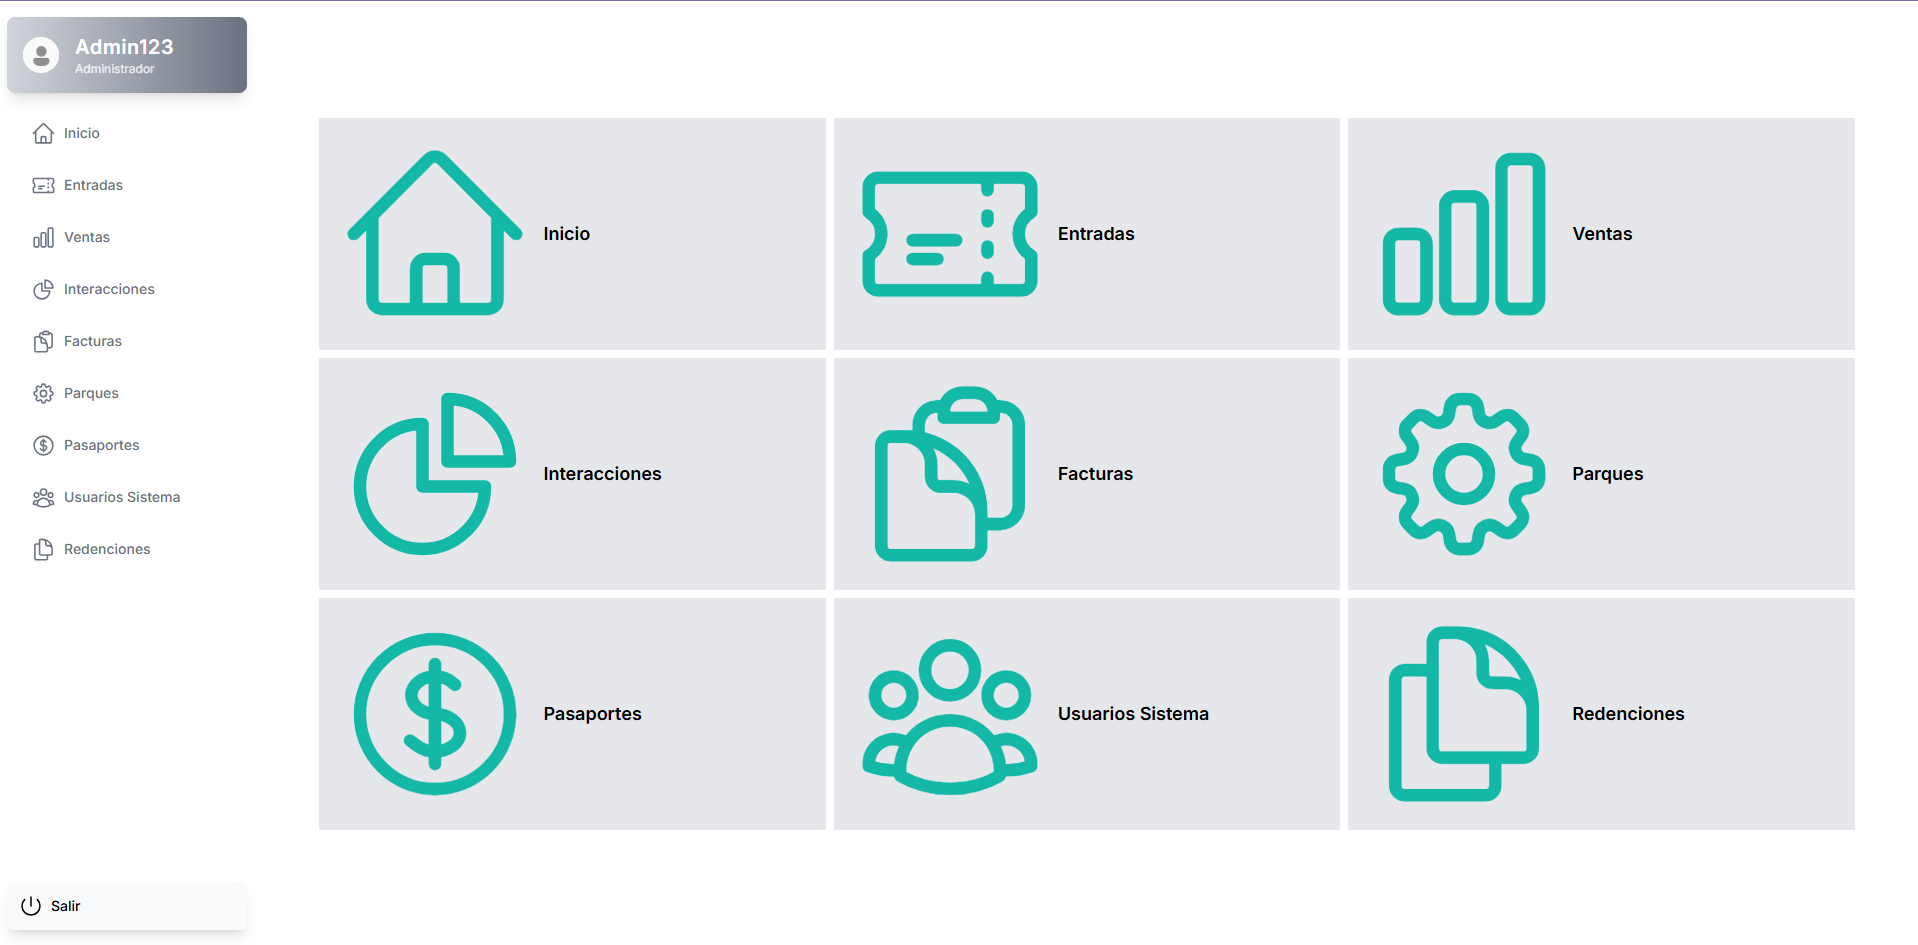 Admin123
Administrador
Inicio
Entradas
Ventas
Interacciones
Facturas
Parques
Pasaportes
Usuarios Sistema
Redenciones
Salir
Inicio
Entradas
Ventas
Interacciones
Facturas
Parques
Pasaportes
Usuarios Sistema
Redenciones